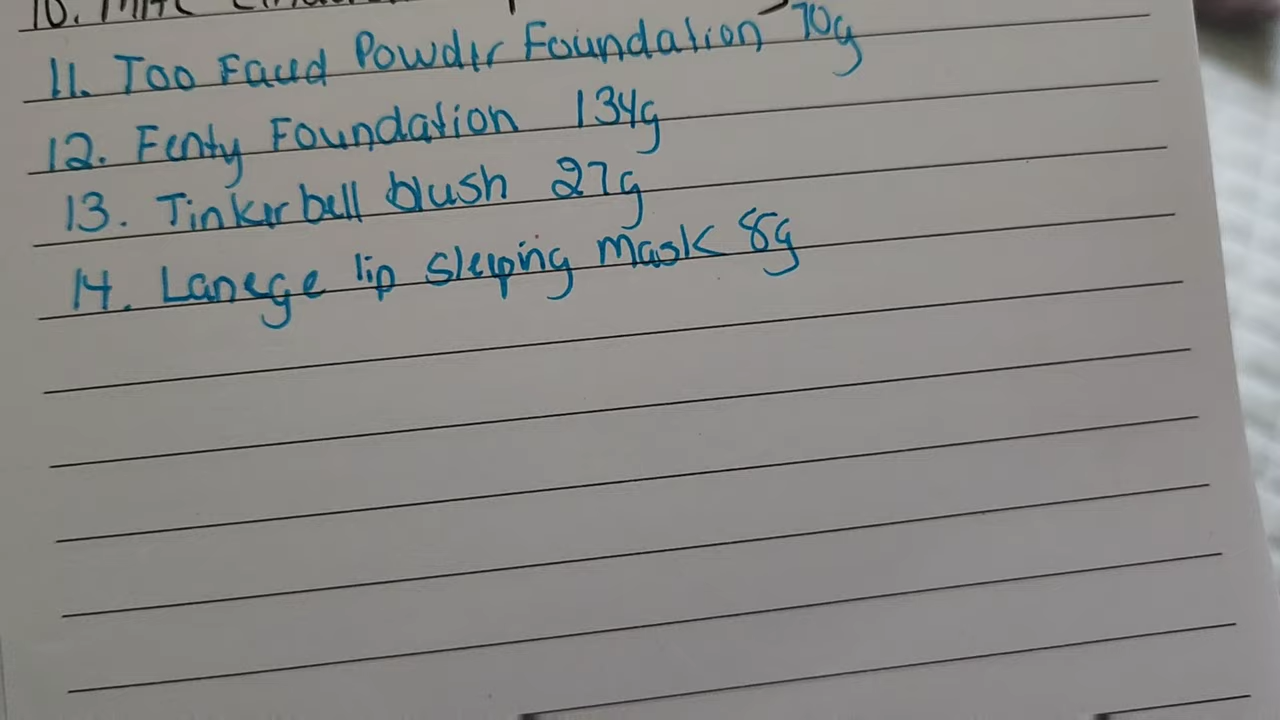 11. Too Faced Powder Foundation 70g
12. Fenty Foundation 134g
13. Tinkerbell blush 27g
14. Lanege lip sleeping mask 8g